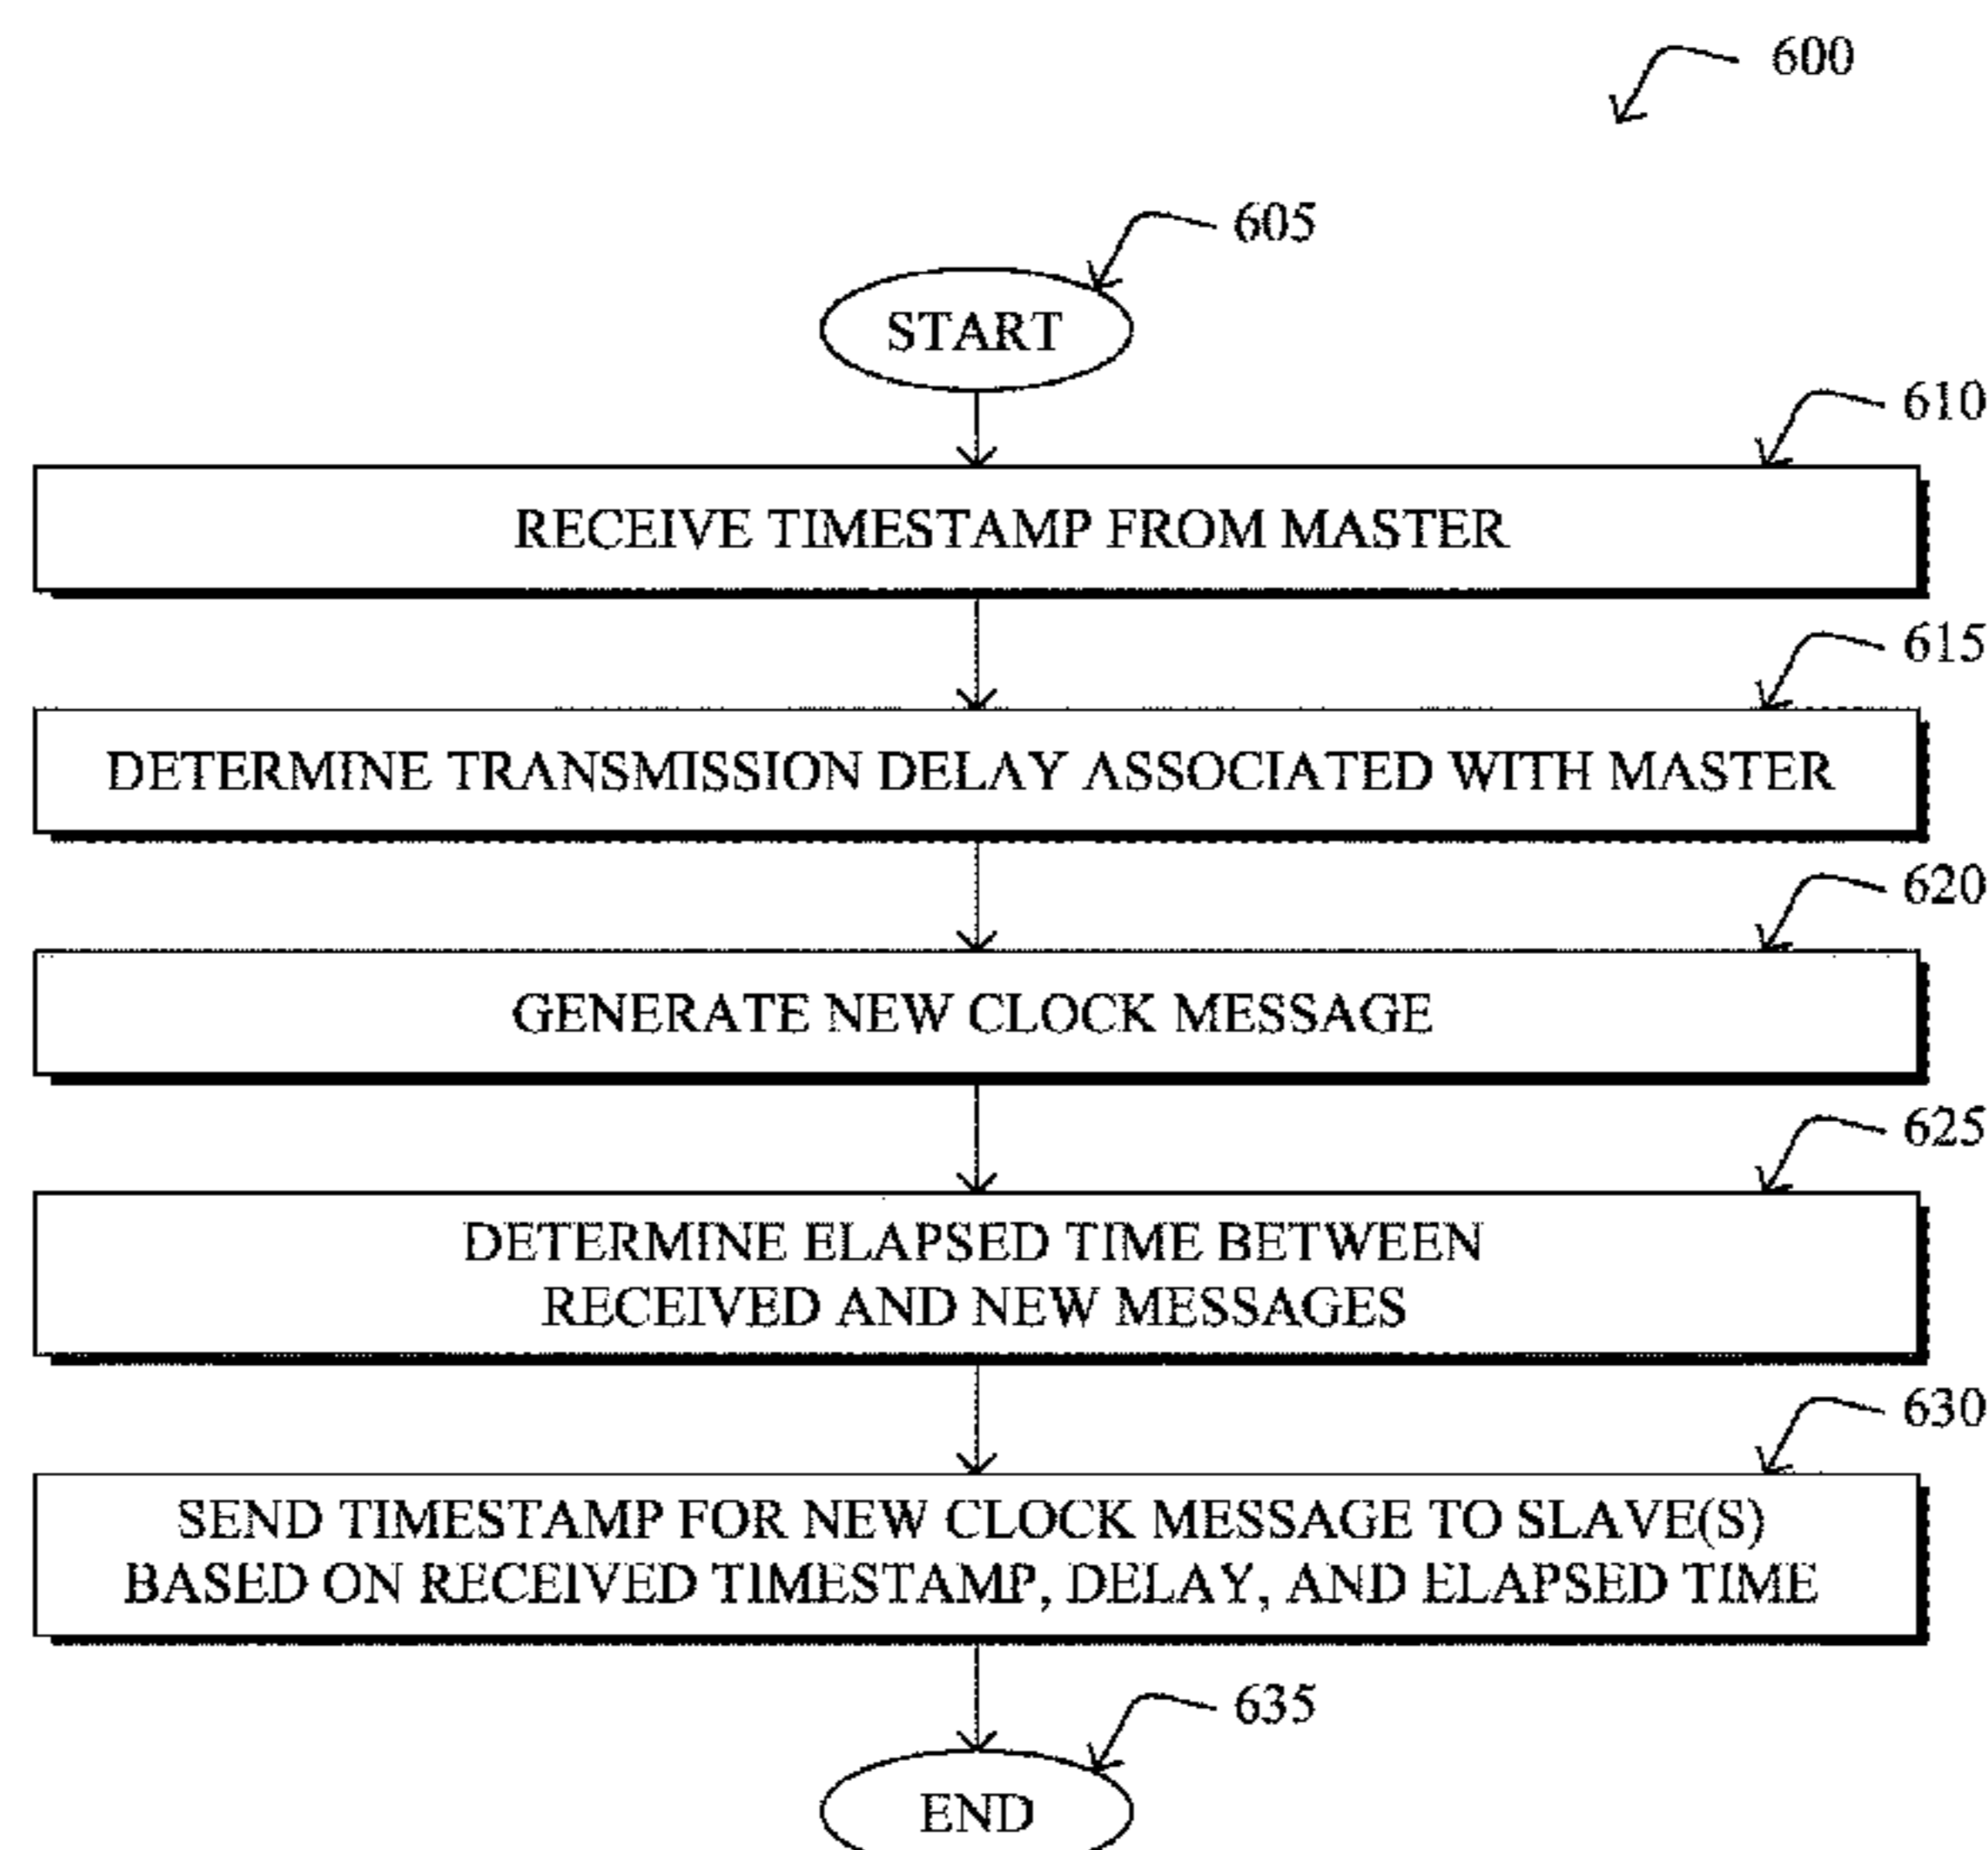 600
605
START
610
RECEIVE TIMESTAMP FROM MASTER
615
DETERMINE TRANSMISSION DELAY ASSOCIATED WITH MASTER
620
GENERATE NEW CLOCK MESSAGE
625
DETERMINE ELAPSED TIME BETWEEN
RECEIVED AND NEW MESSAGES
630
SEND TIMESTAMP FOR NEW CLOCK MESSAGE TO SLAVE(S)
BASED ON RECEIVED TIMESTAMP, DELAY, AND ELAPSED TIME
635
END